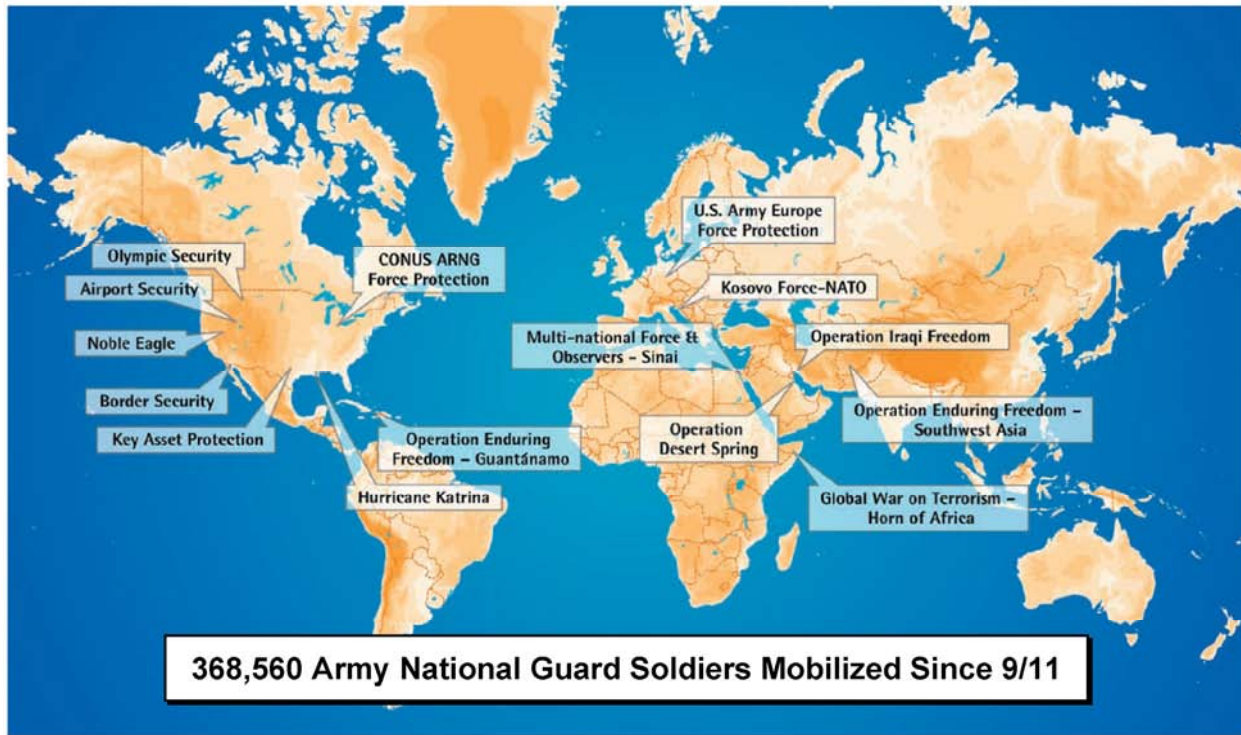 Olympic Security
Airport Security
Noble Eagle
Border Security
Key Asset Protection
CONUS ARNG
Force Protection
Operation Enduring
Freedom – Guantánamo
Hurricane Katrina
U.S. Army Europe
Force Protection
Kosovo Force-NATO
Multi-national Force &
Observers – Sinai
Operation Iraqi Freedom
Operation
Desert Spring
Operation Enduring Freedom –
Southwest Asia
Global War on Terrorism –
Horn of Africa
368,560 Army National Guard Soldiers Mobilized Since 9/11